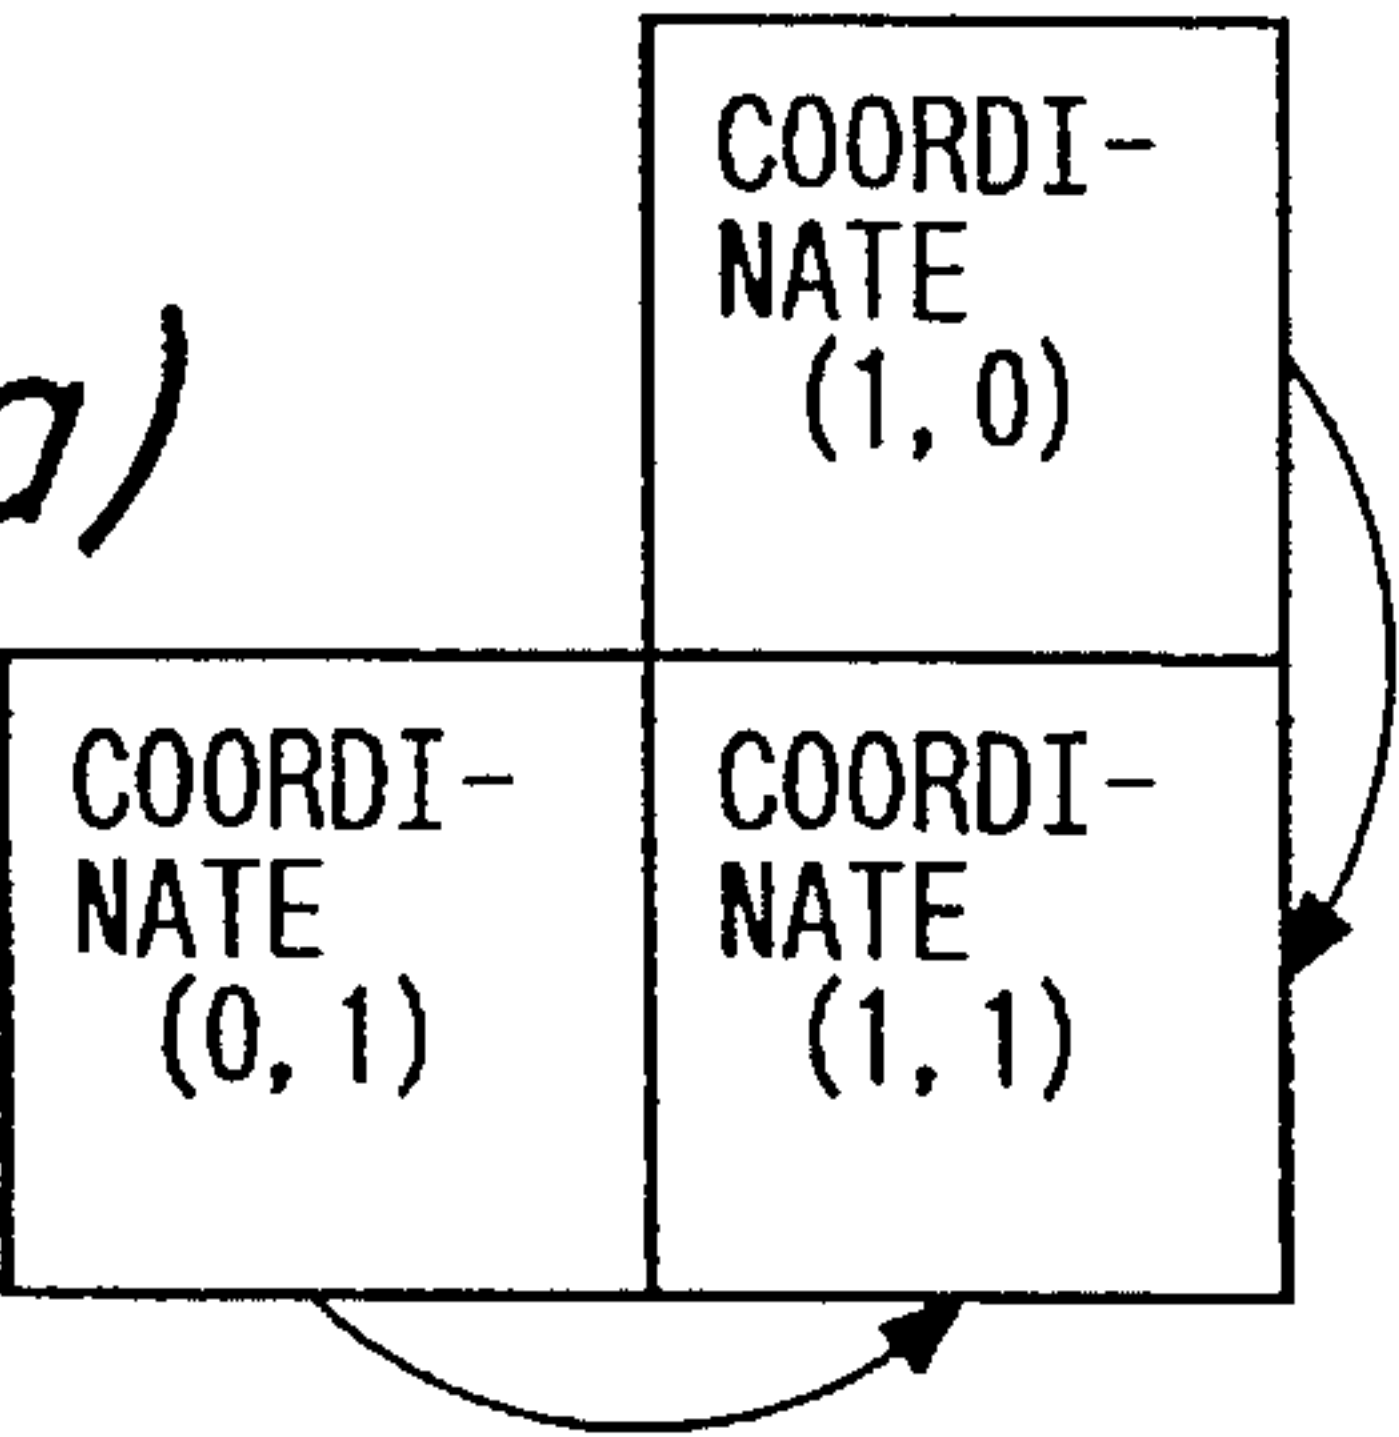 COORDI-
NATE
(1, 0)
a)
COORDI-
NATE
(0, 1)
COORDI-
NATE
(1, 1)